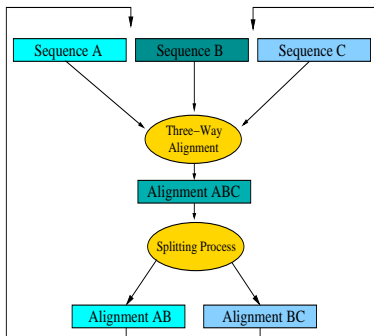 Sequence A
Sequence B
Sequence C
Three−Way
Alignment
Alignment ABC
Splitting Process
Alignment AB
Alignment BC